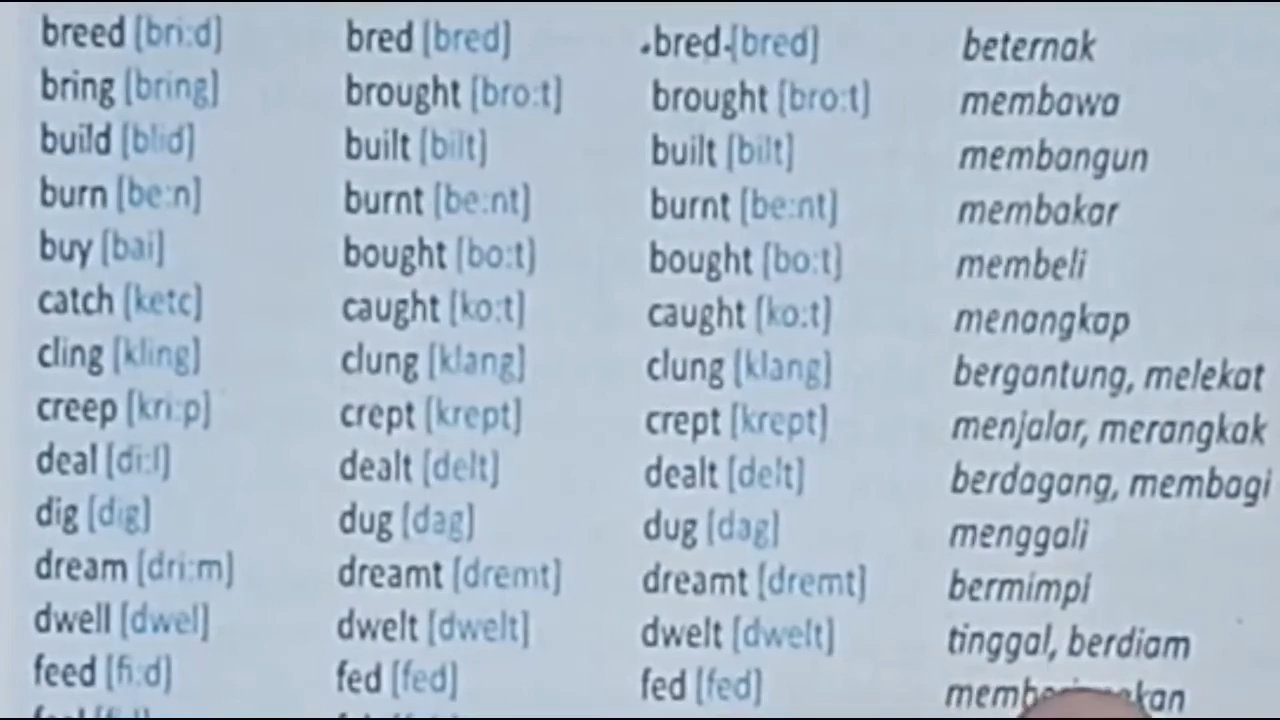 breed [bri:d] bred [bred] bred [bred] beternak
bring [bring] brought [bro:t] brought [bro:t] membawa
build [blid] built [bilt] built [bilt] membangun
burn [be:n] burnt [be:nt] burnt [be:nt] membakar
buy [bai] bought [bo:t] bought [bo:t] membeli
catch [ketc] caught [ko:t] caught [ko:t] menangkap
cling [kling] clung [klang] clung [klang] bergantung, melekat
creep [kri:p] crept [krept] crept [krept] menjalar, merangkak
deal [di:l] dealt [delt] dealt [delt] berdagang, membagi
dig [dig] dug [dag] dug [dag] menggali
dream [dri:m] dreamt [dremt] dreamt [dremt] bermimpi
dwell [dwel] dwelt [dwelt] dwelt [dwelt] tinggal, berdiam
feed [fi:d] fed [fed] fed [fed]